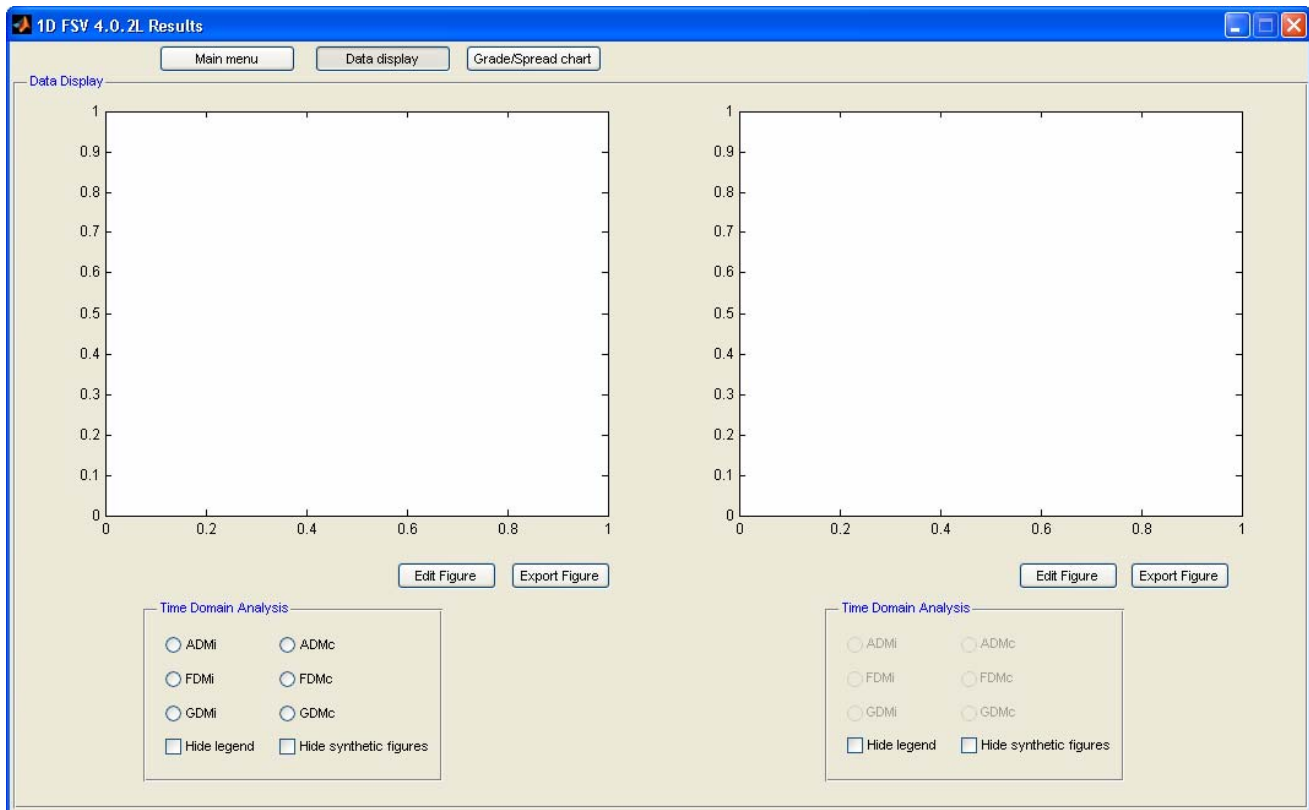 1D FSV 4.0.2L Results
Main menu Data display Grade/Spread chart
Data Display
1 1
0.9 0.9
0.8 0.8
0.7 0.7
0.6 0.6
0.5 0.5
0.4 0.4
0.3 0.3
0.2 0.2
0.1 0.1
0 0
0 0.2 0.4 0.6 0.8 1 0 0.2 0.4 0.6 0.8 1
Edit Figure Export Figure Edit Figure Export Figure
Time Domain Analysis Time Domain Analysis
ADMi ADMc ADMi ADMc
FDMi FDMc FDMi FDMc
GDMi GDMc GDMi GDMc
Hide legend Hide synthetic figures Hide legend Hide synthetic figures